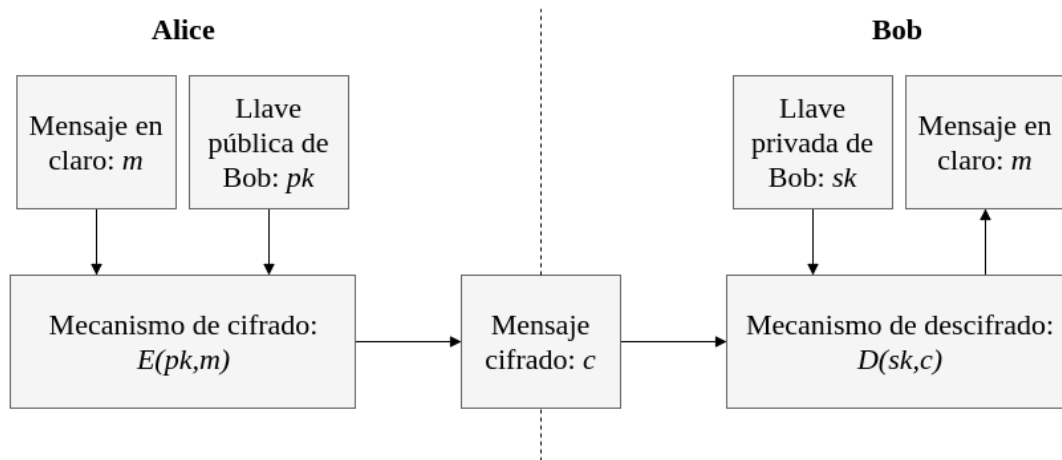 Alice
Bob
Mensaje en
claro: m
Llave
pública de
Bob: pk
Llave
privada de
Bob: sk
Mensaje en
claro: m
Mecanismo de cifrado:
E(pk,m)
Mensaje
cifrado: c
Mecanismo de descifrado:
D(sk,c)